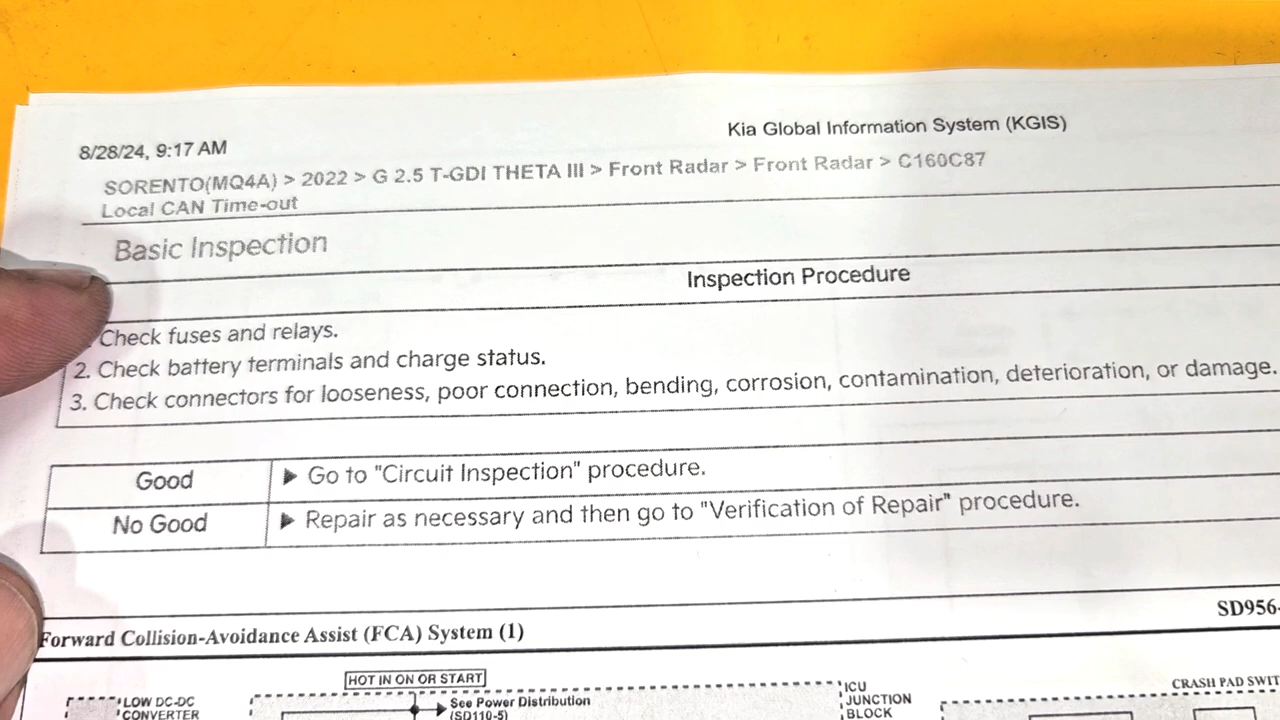 8/28/24, 9:17 AM
Kia Global Information System (KGIS)
SORENTO(MQ4A) > 2022 > G 2.5 T-GDI THETA III > Front Radar > Front Radar > C160C87
Local CAN Time-out
Basic Inspection
Inspection Procedure
Check fuses and relays.
2. Check battery terminals and charge status.
3. Check connectors for looseness, poor connection, bending, corrosion, contamination, deterioration, or damage.
Good ▶ Go to "Circuit Inspection" procedure.
No Good ▶ Repair as necessary and then go to "Verification of Repair" procedure.
SD956-
Forward Collision-Avoidance Assist (FCA) System (1)
HOT IN ON OR START
LOW DC-DC
CONVERTER
See Power Distribution
(SD110-5)
ICU
JUNCTION
BLOCK
CRASH PAD SWIT